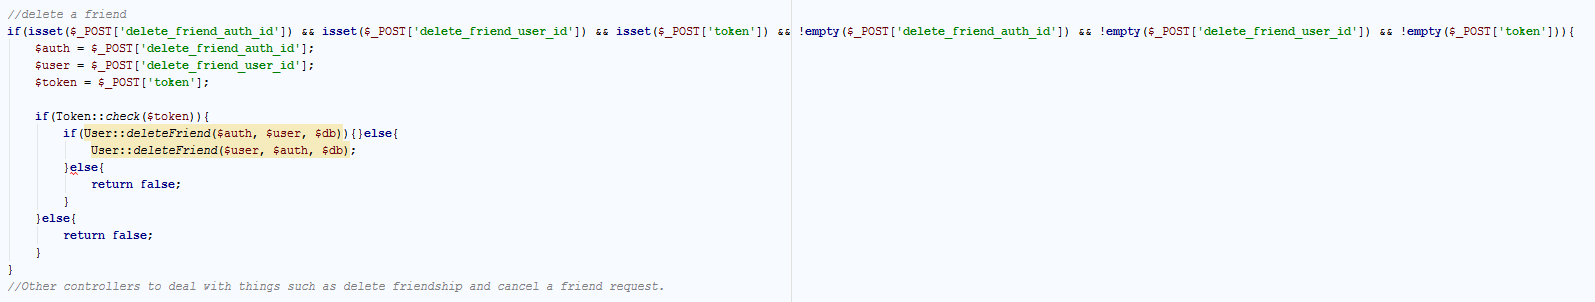 //delete a friend
if(isset($_POST['delete_friend_auth_id']) && isset($_POST['delete_friend_user_id']) && isset($_POST['token']) && !empty($_POST['delete_friend_auth_id']) && !empty($_POST['delete_friend_user_id']) && !empty($_POST['token'])){
    $auth = $_POST['delete_friend_auth_id'];
    $user = $_POST['delete_friend_user_id'];
    $token = $_POST['token'];

    if(Token::check($token)){
        if(User::deleteFriend($auth, $user, $db)){}else{
            User::deleteFriend($user, $auth, $db);
        }else{
            return false;
        }
    }else{
        return false;
    }
}
//Other controllers to deal with things such as delete friendship and cancel a friend request.